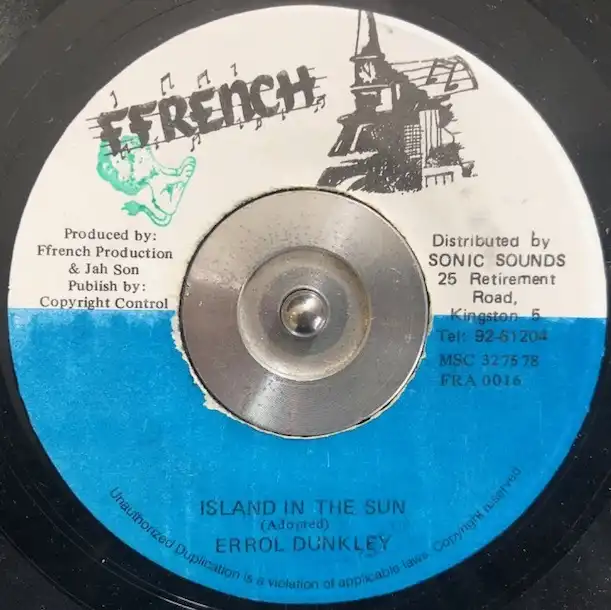 FFRENCH
Produced by:
Ffrench Production
& Jah Son
Publish by:
Copyright Control
Distributed by
SONIC SOUNDS
25 Retirement
Road,
Kingston 5
Tel: 92-61204
MSC 327578
FRA 0016
ISLAND IN THE SUN
(Adopted)
ERROL DUNKLEY
Unauthorized Duplication is a violation of applicable laws. Copyright reserved